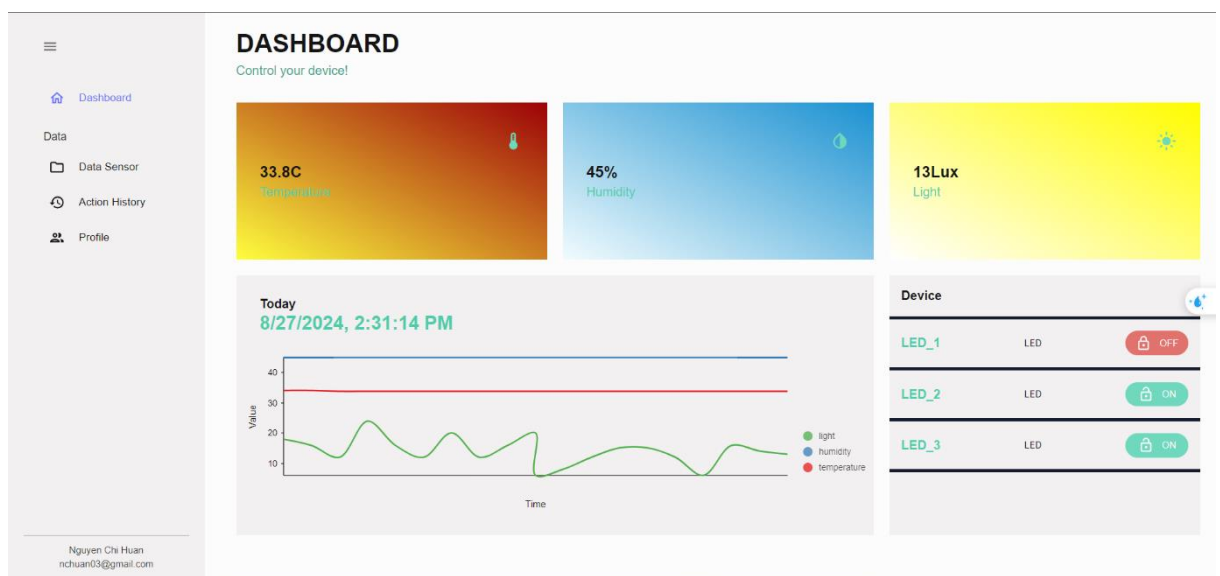 DASHBOARD
Control your device!
Dashboard
Data
Data Sensor
Action History
Profile
Nguyen Chi Huan
nchuan03@gmail.com
33.8C
Temperature
45%
Humidity
13Lux
Light
Today
8/27/2024, 2:31:14 PM
Value
40
30
20
10
Time
light
humidity
temperature
Device
LED_1 LED OFF
LED_2 LED ON
LED_3 LED ON